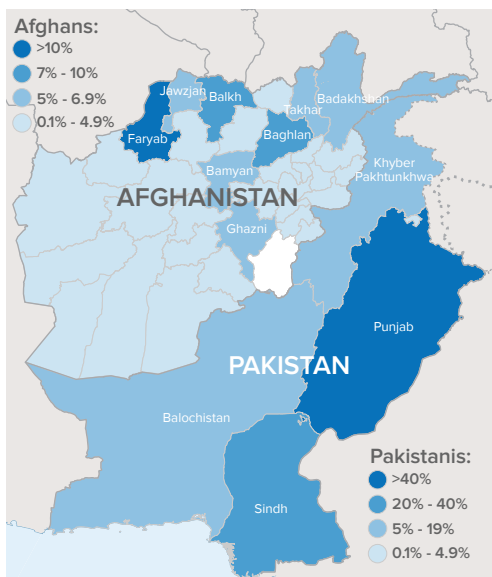 Afghans:
>10%
7% - 10%
5% - 6.9%
0.1% - 4.9%
Jawzjan
Balkh
Takhar
Badakhshan
Faryab
Baghlan
Bamyan
Khyber
Pakhtunkhwa
AFGHANISTAN
Ghazni
Punjab
PAKISTAN
Balochistan
Sindh
Pakistanis:
>40%
20% - 40%
5% - 19%
0.1% - 4.9%